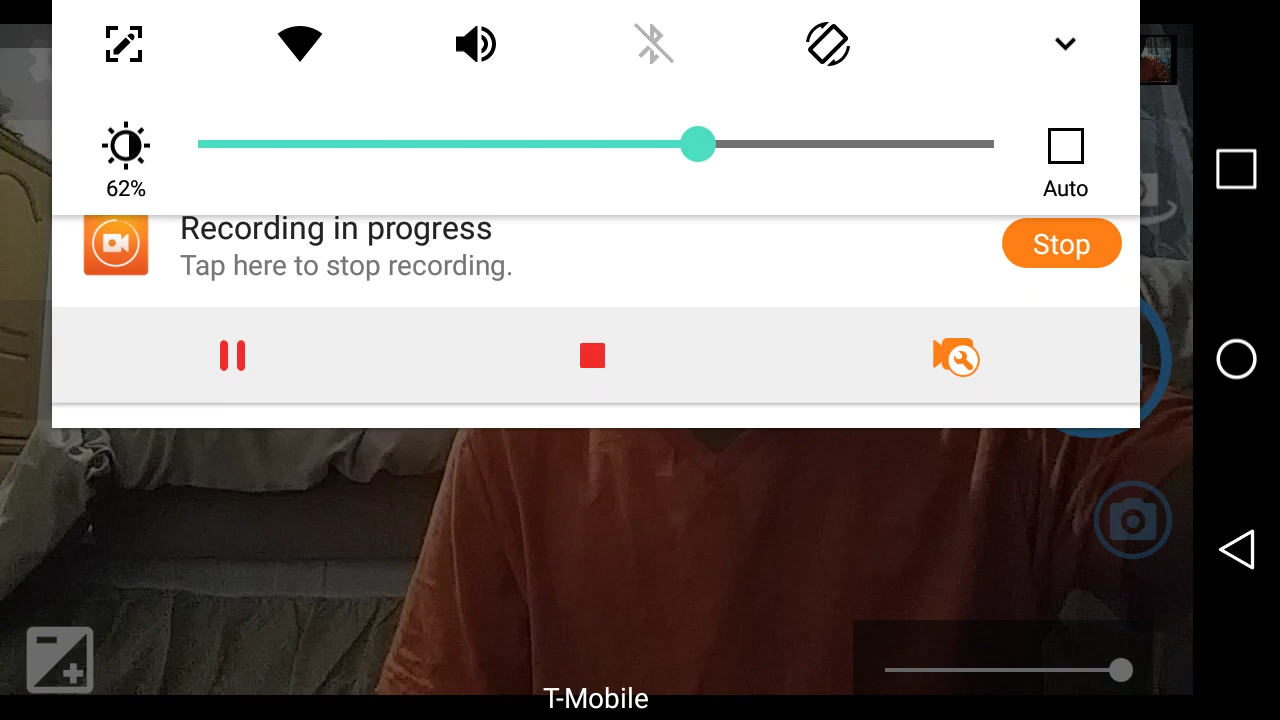 62%
Auto
Recording in progress
Tap here to stop recording.
Stop
T-Mobile